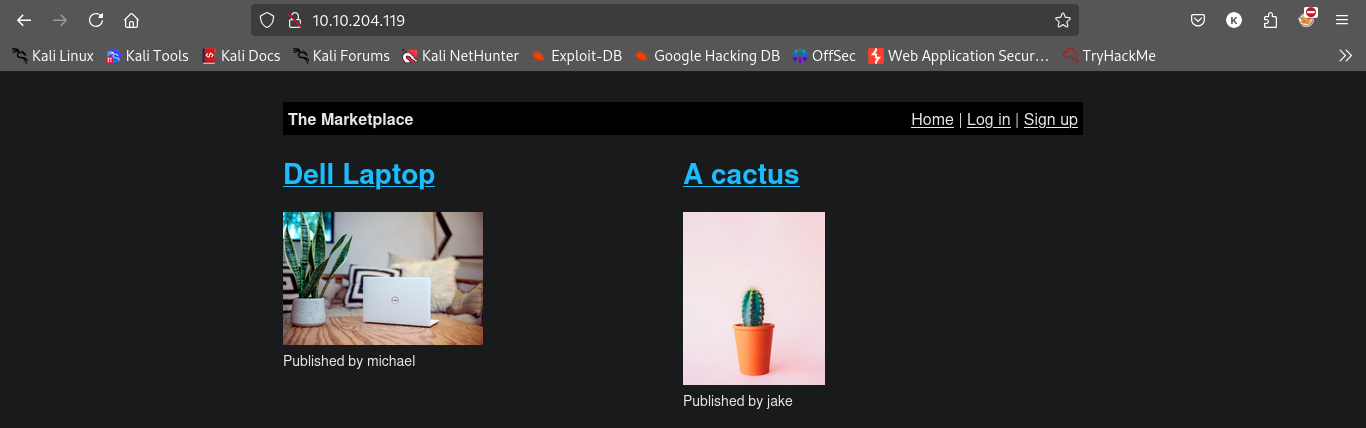 10.10.204.119
Kali Linux Kali Tools Kali Docs Kali Forums Kali NetHunter Exploit-DB Google Hacking DB OffSec Web Application Secur… TryHackMe
The Marketplace Home | Log in | Sign up
Dell Laptop A cactus
Published by michael
Published by jake